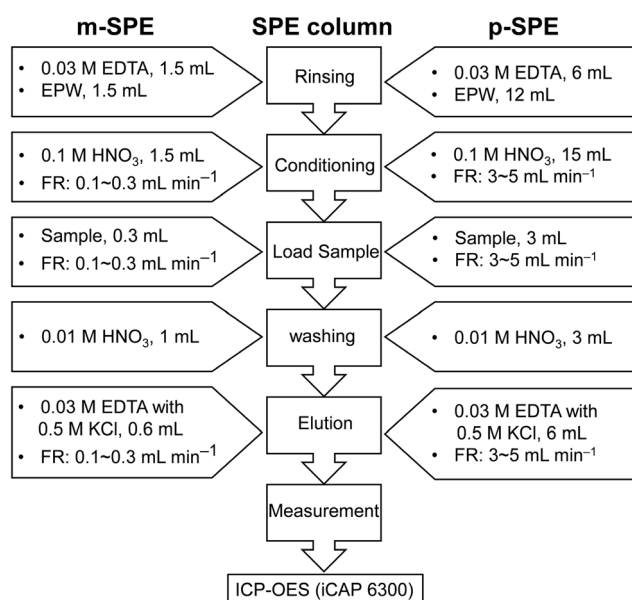 m-SPE SPE column p-SPE
• 0.03 M EDTA, 1.5 mL
• EPW, 1.5 mL
Rinsing
• 0.03 M EDTA, 6 mL
• EPW, 12 mL
• 0.1 M HNO₃, 1.5 mL
• FR: 0.1~0.3 mL min⁻¹
Conditioning
• 0.1 M HNO₃, 15 mL
• FR: 3~5 mL min⁻¹
• Sample, 0.3 mL
• FR: 0.1~0.3 mL min⁻¹
Load Sample
• Sample, 3 mL
• FR: 3~5 mL min⁻¹
• 0.01 M HNO₃, 1 mL
washing
• 0.01 M HNO₃, 3 mL
• 0.03 M EDTA with
0.5 M KCl, 0.6 mL
• FR: 0.1~0.3 mL min⁻¹
Elution
• 0.03 M EDTA with
0.5 M KCl, 6 mL
• FR: 3~5 mL min⁻¹
Measurement
ICP-OES (iCAP 6300)